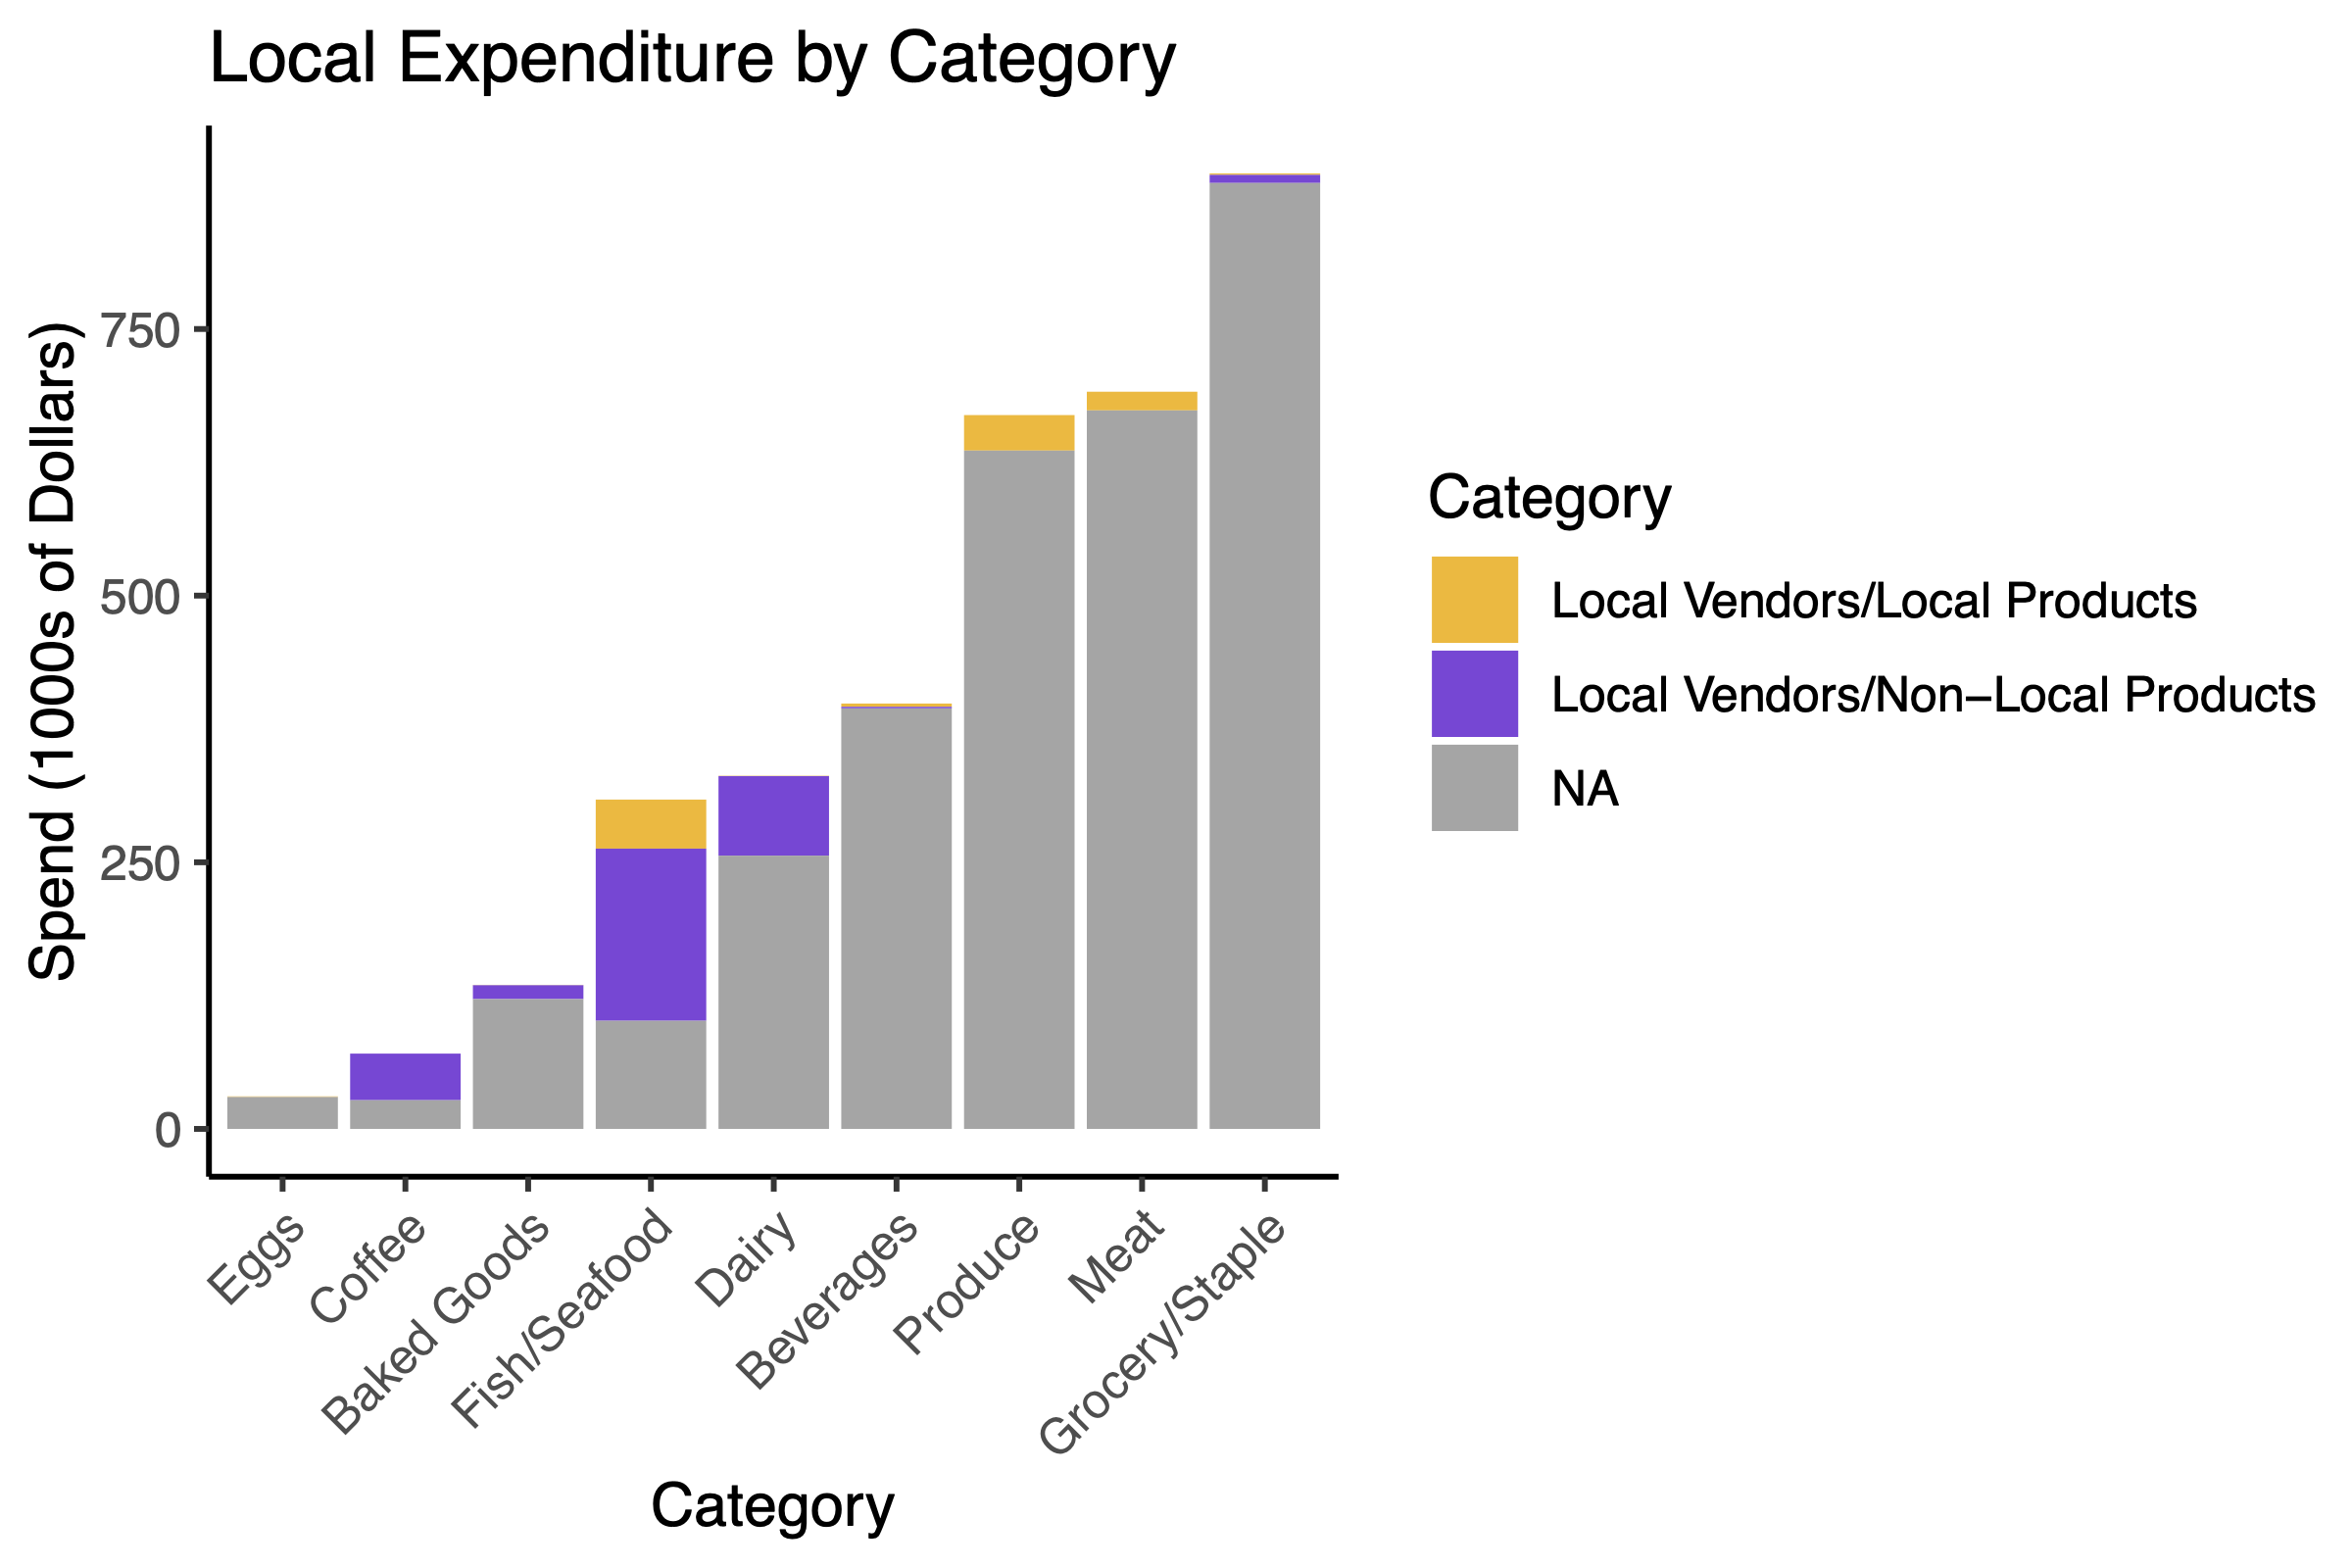 Local Expenditure by Category
Spend (1000s of Dollars)
750
500
250
0
Eggs
Coffee
Baked Goods
Fish/Seafood
Dairy
Beverages
Produce
Meat
Grocery/Staple
Category
Category
Local Vendors/Local Products
Local Vendors/Non−Local Products
NA